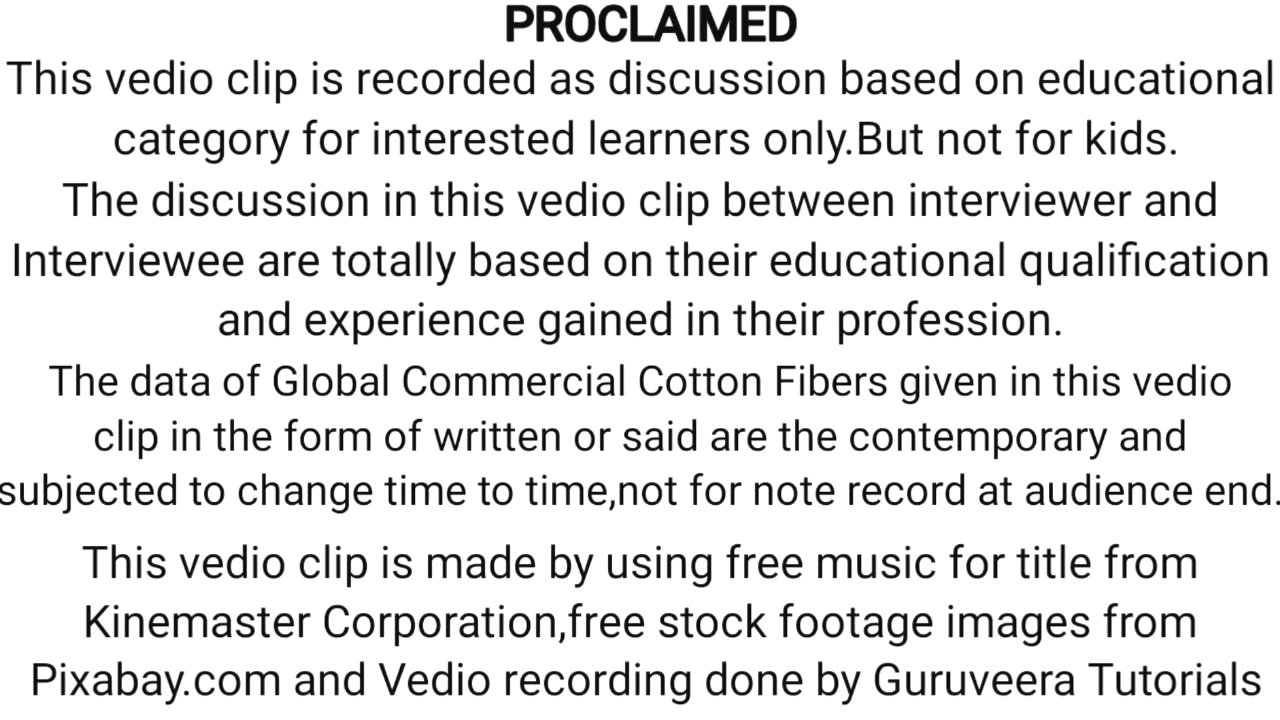 PROCLAIMED
This vedio clip is recorded as discussion based on educational
category for interested learners only.But not for kids.
The discussion in this vedio clip between interviewer and
Interviewee are totally based on their educational qualification
and experience gained in their profession.
The data of Global Commercial Cotton Fibers given in this vedio
clip in the form of written or said are the contemporary and
subjected to change time to time,not for note record at audience end.
This vedio clip is made by using free music for title from
Kinemaster Corporation,free stock footage images from
Pixabay.com and Vedio recording done by Guruveera Tutorials